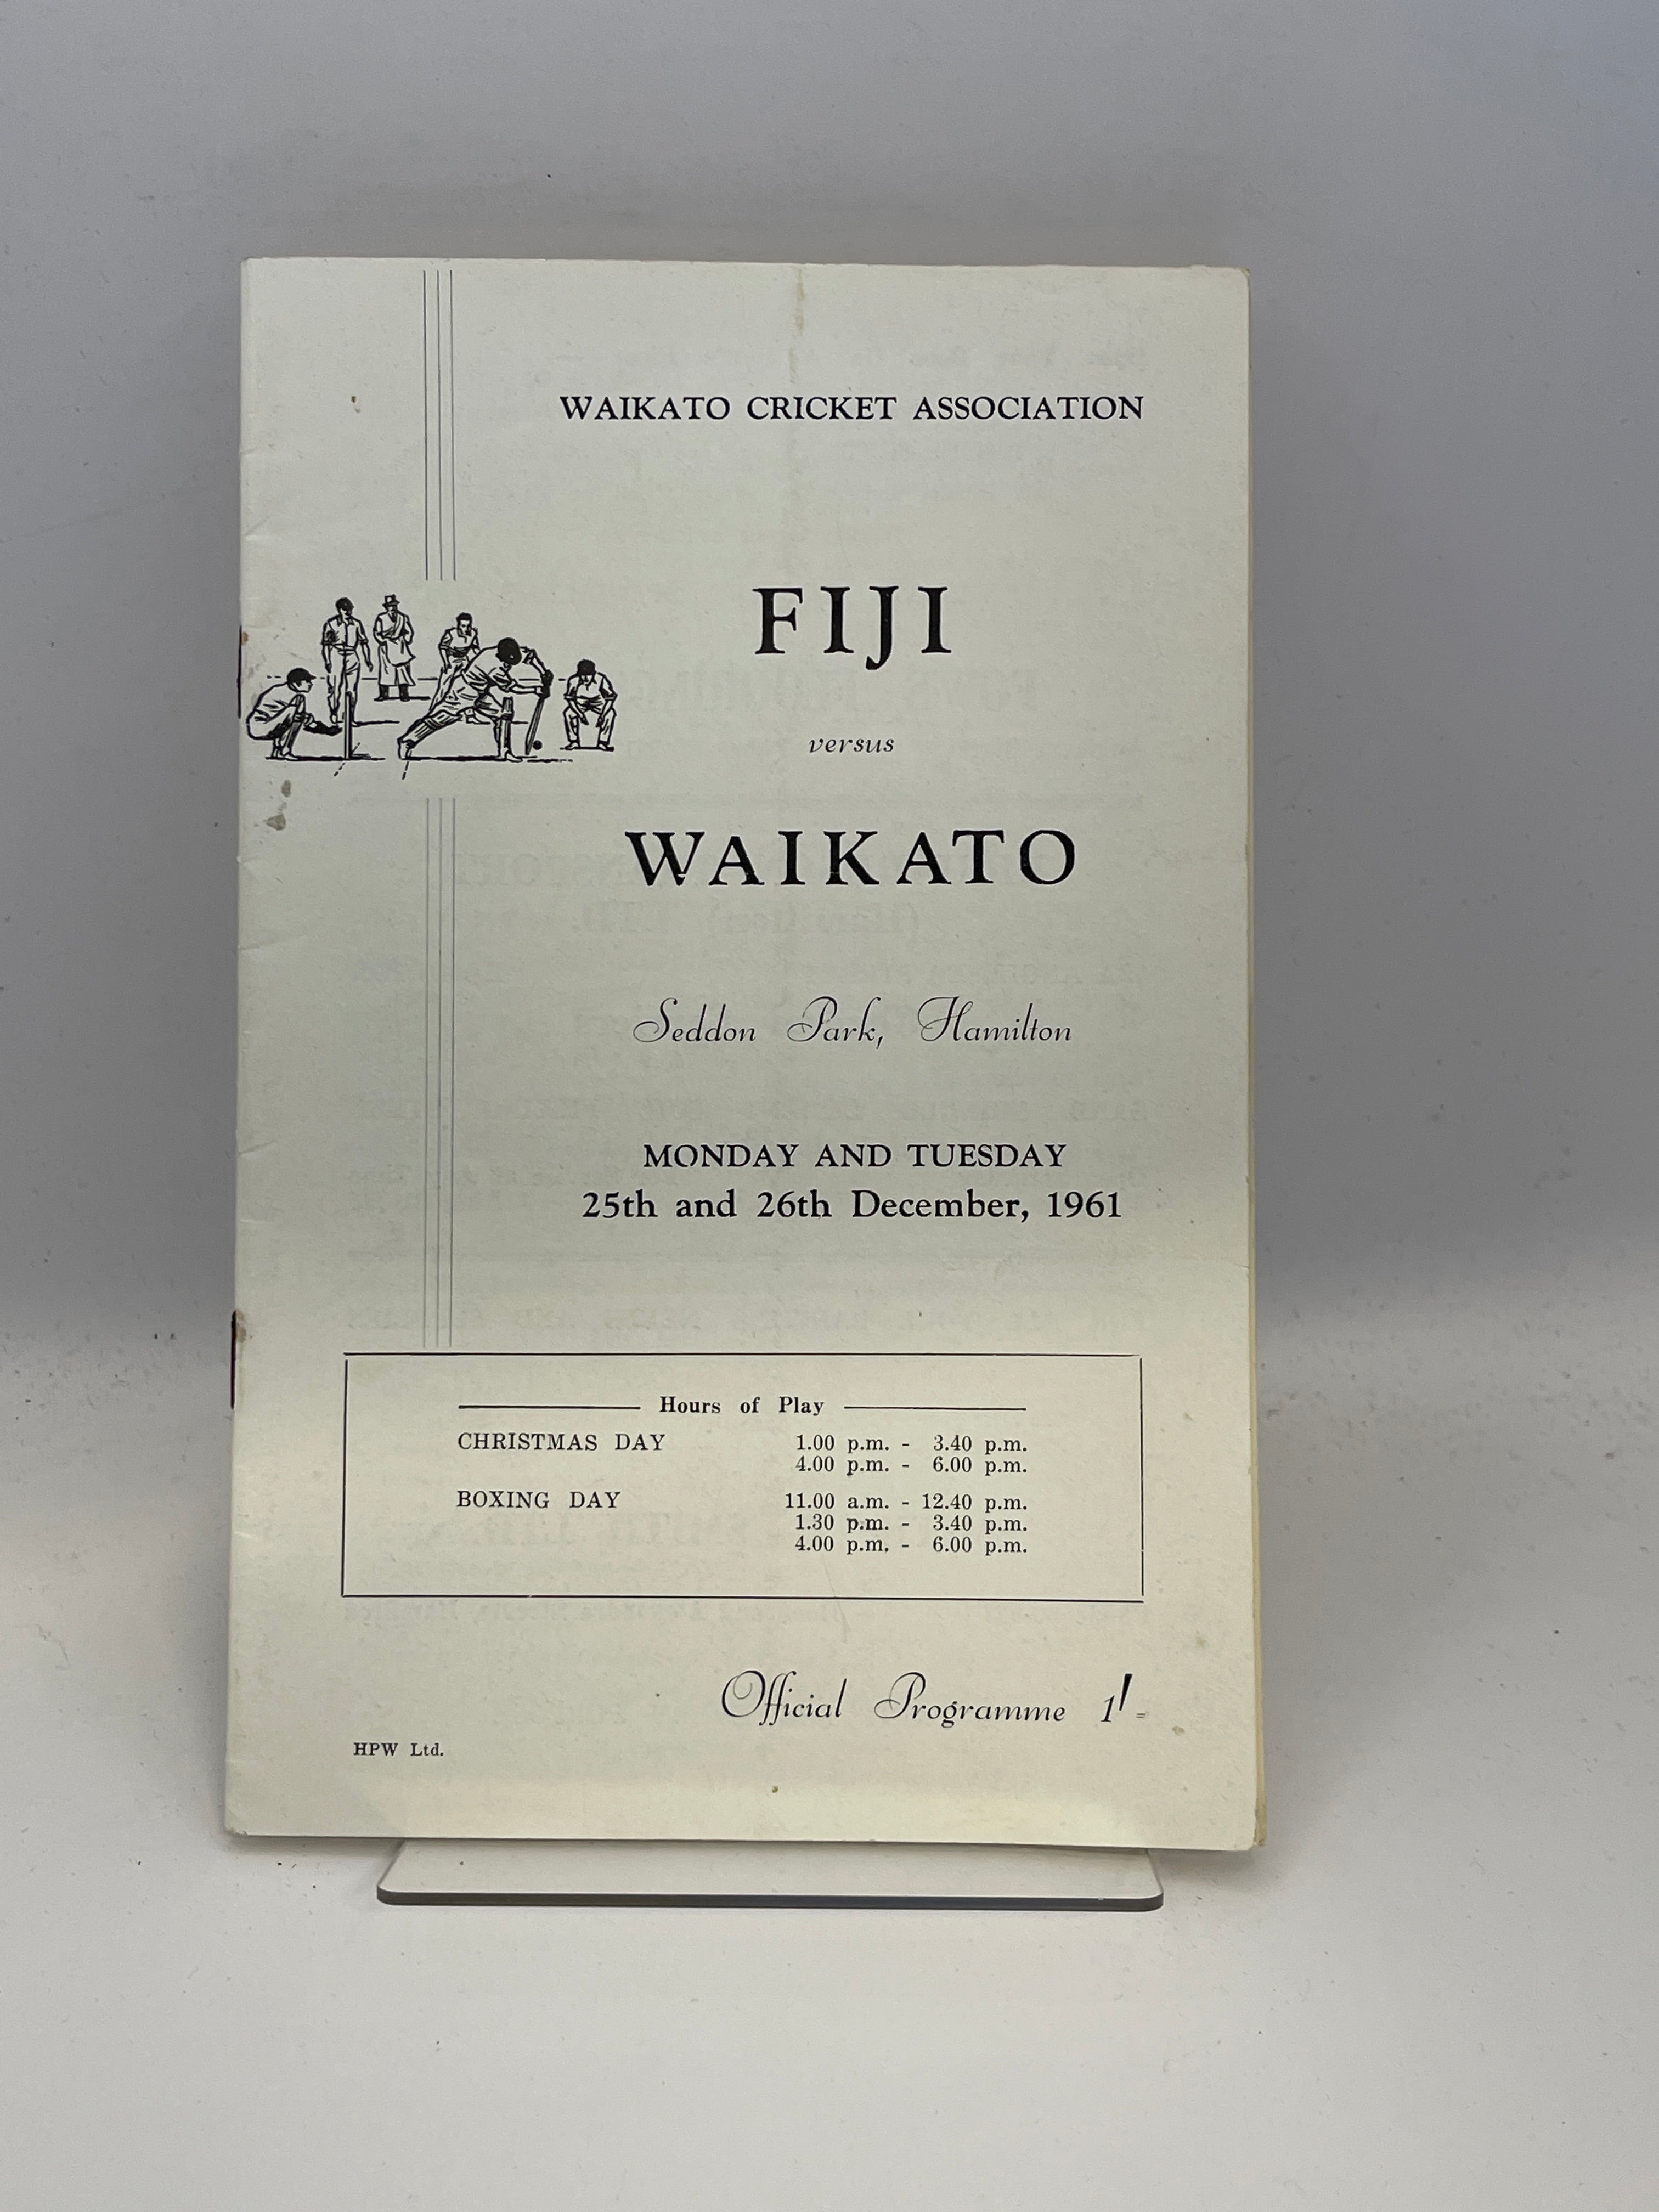 WAIKATO CRICKET ASSOCIATION
FIJI
versus
WAIKATO
Seddon Park, Hamilton
MONDAY AND TUESDAY
25th and 26th December, 1961
Hours of Play
CHRISTMAS DAY 1.00 p.m. - 3.40 p.m.
4.00 p.m. - 6.00 p.m.
BOXING DAY 11.00 a.m. - 12.40 p.m.
1.30 p.m. - 3.40 p.m.
4.00 p.m. - 6.00 p.m.
Official Programme 1/-
HPW Ltd.